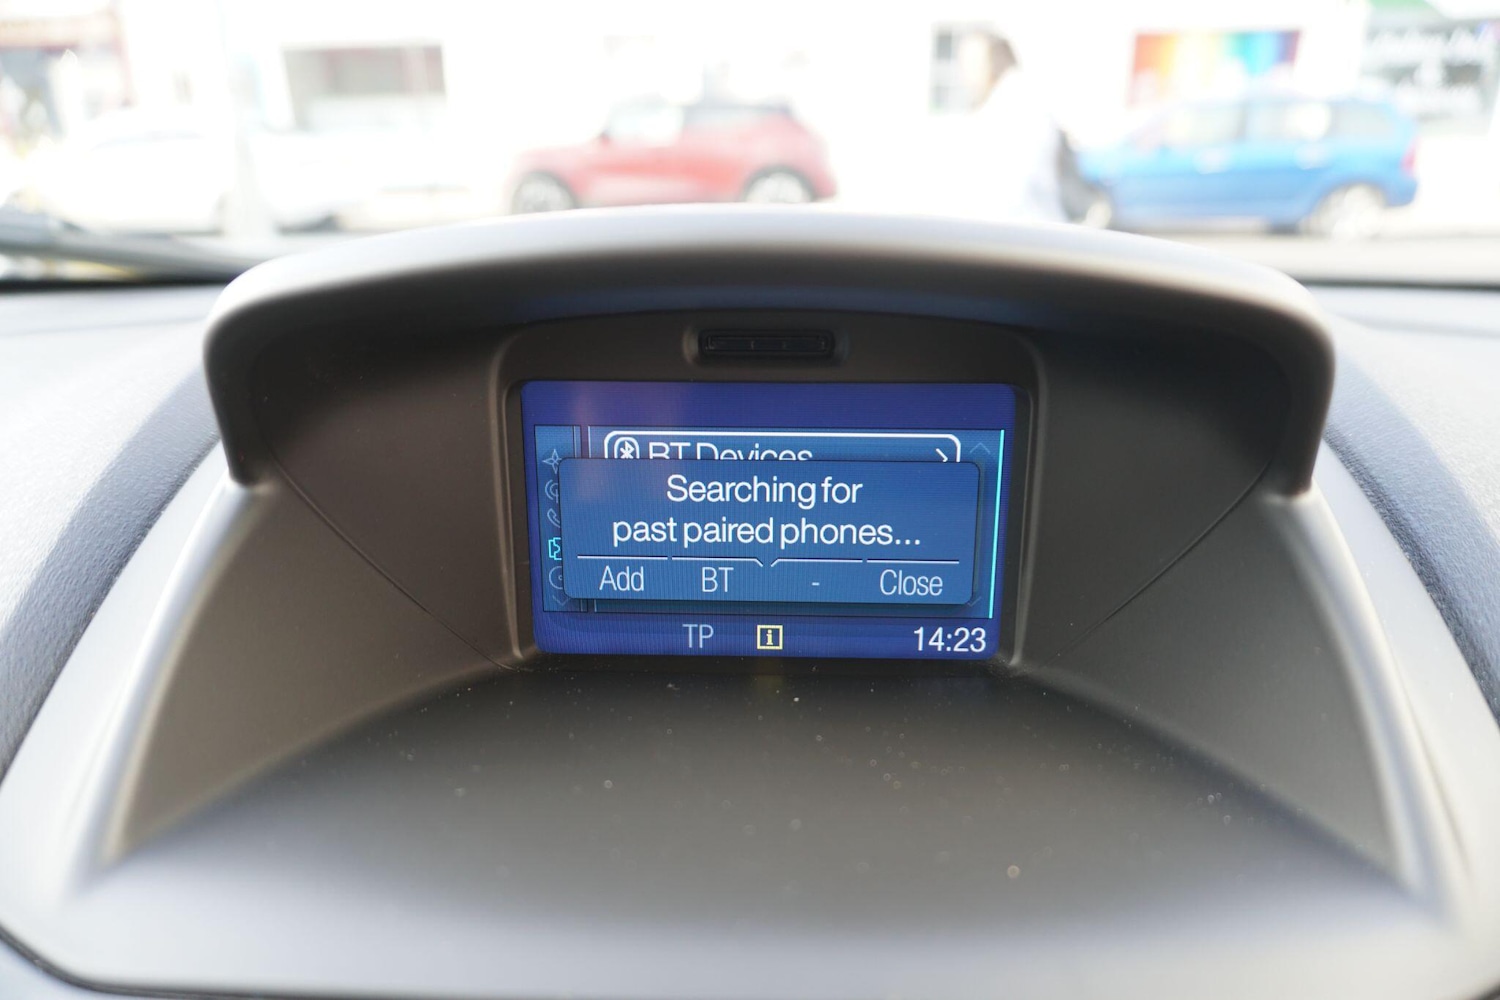 BT Devices
Searching for
past paired phones...
Add BT - Close
TP i 14:23